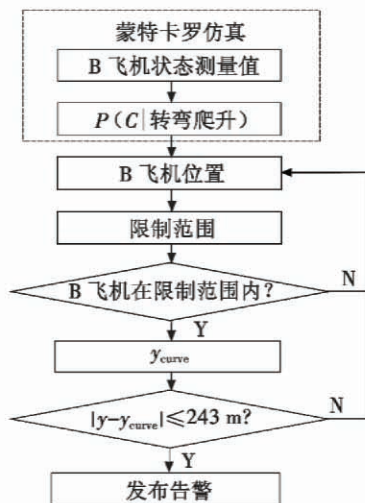 蒙特卡罗仿真
B 飞机状态测量值
P(C|转弯爬升)
B 飞机位置
限制范围
B 飞机在限制范围内? N
Y
y_curve
|y-y_curve|≤243 m? N
Y
发布告警